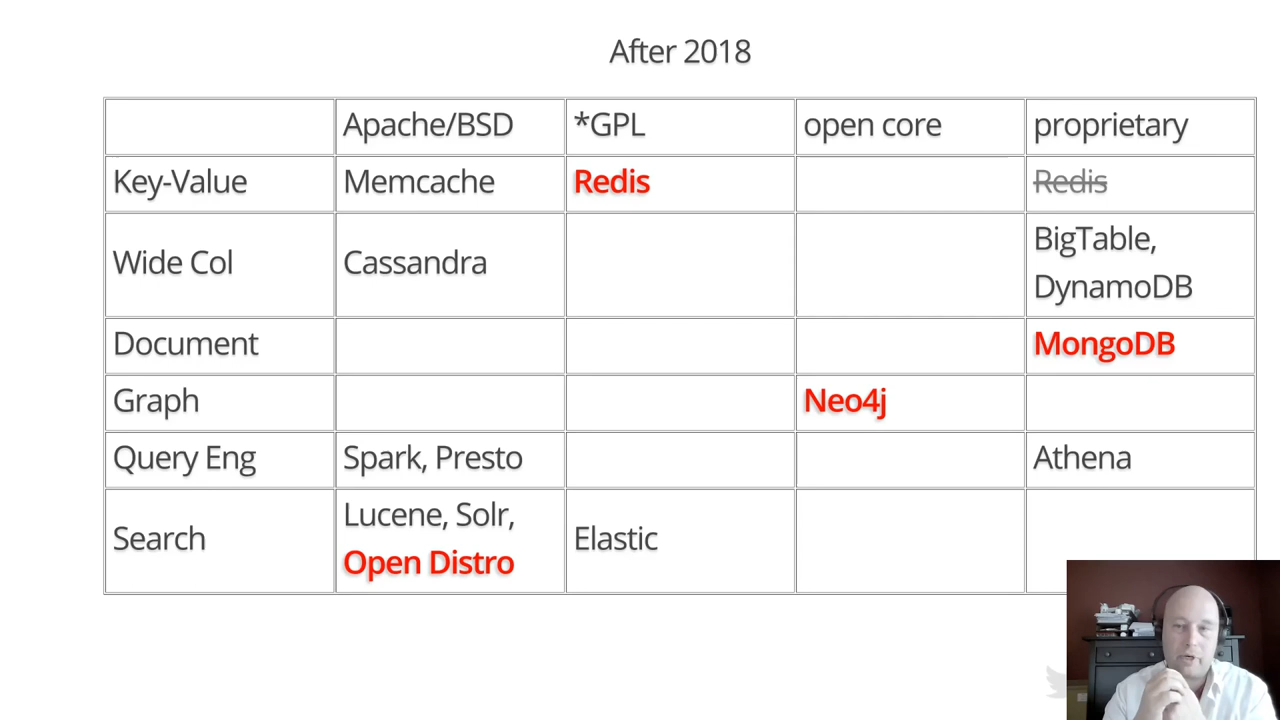 After 2018
Apache/BSD
*GPL
open core
proprietary
Key-Value
Memcache
Redis
Redis
Wide Col
Cassandra
BigTable,
DynamoDB
Document
MongoDB
Graph
Neo4j
Query Eng
Spark, Presto
Athena
Search
Lucene, Solr,
Open Distro
Elastic